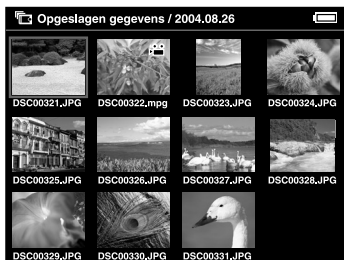 Opgeslagen gegevens / 2004.08.26
DSC00321.JPG DSC00322.mpg DSC00323.JPG DSC00324.JPG
DSC00325.JPG DSC00326.JPG DSC00327.JPG DSC00328.JPG
DSC00329.JPG DSC00330.JPG DSC00331.JPG